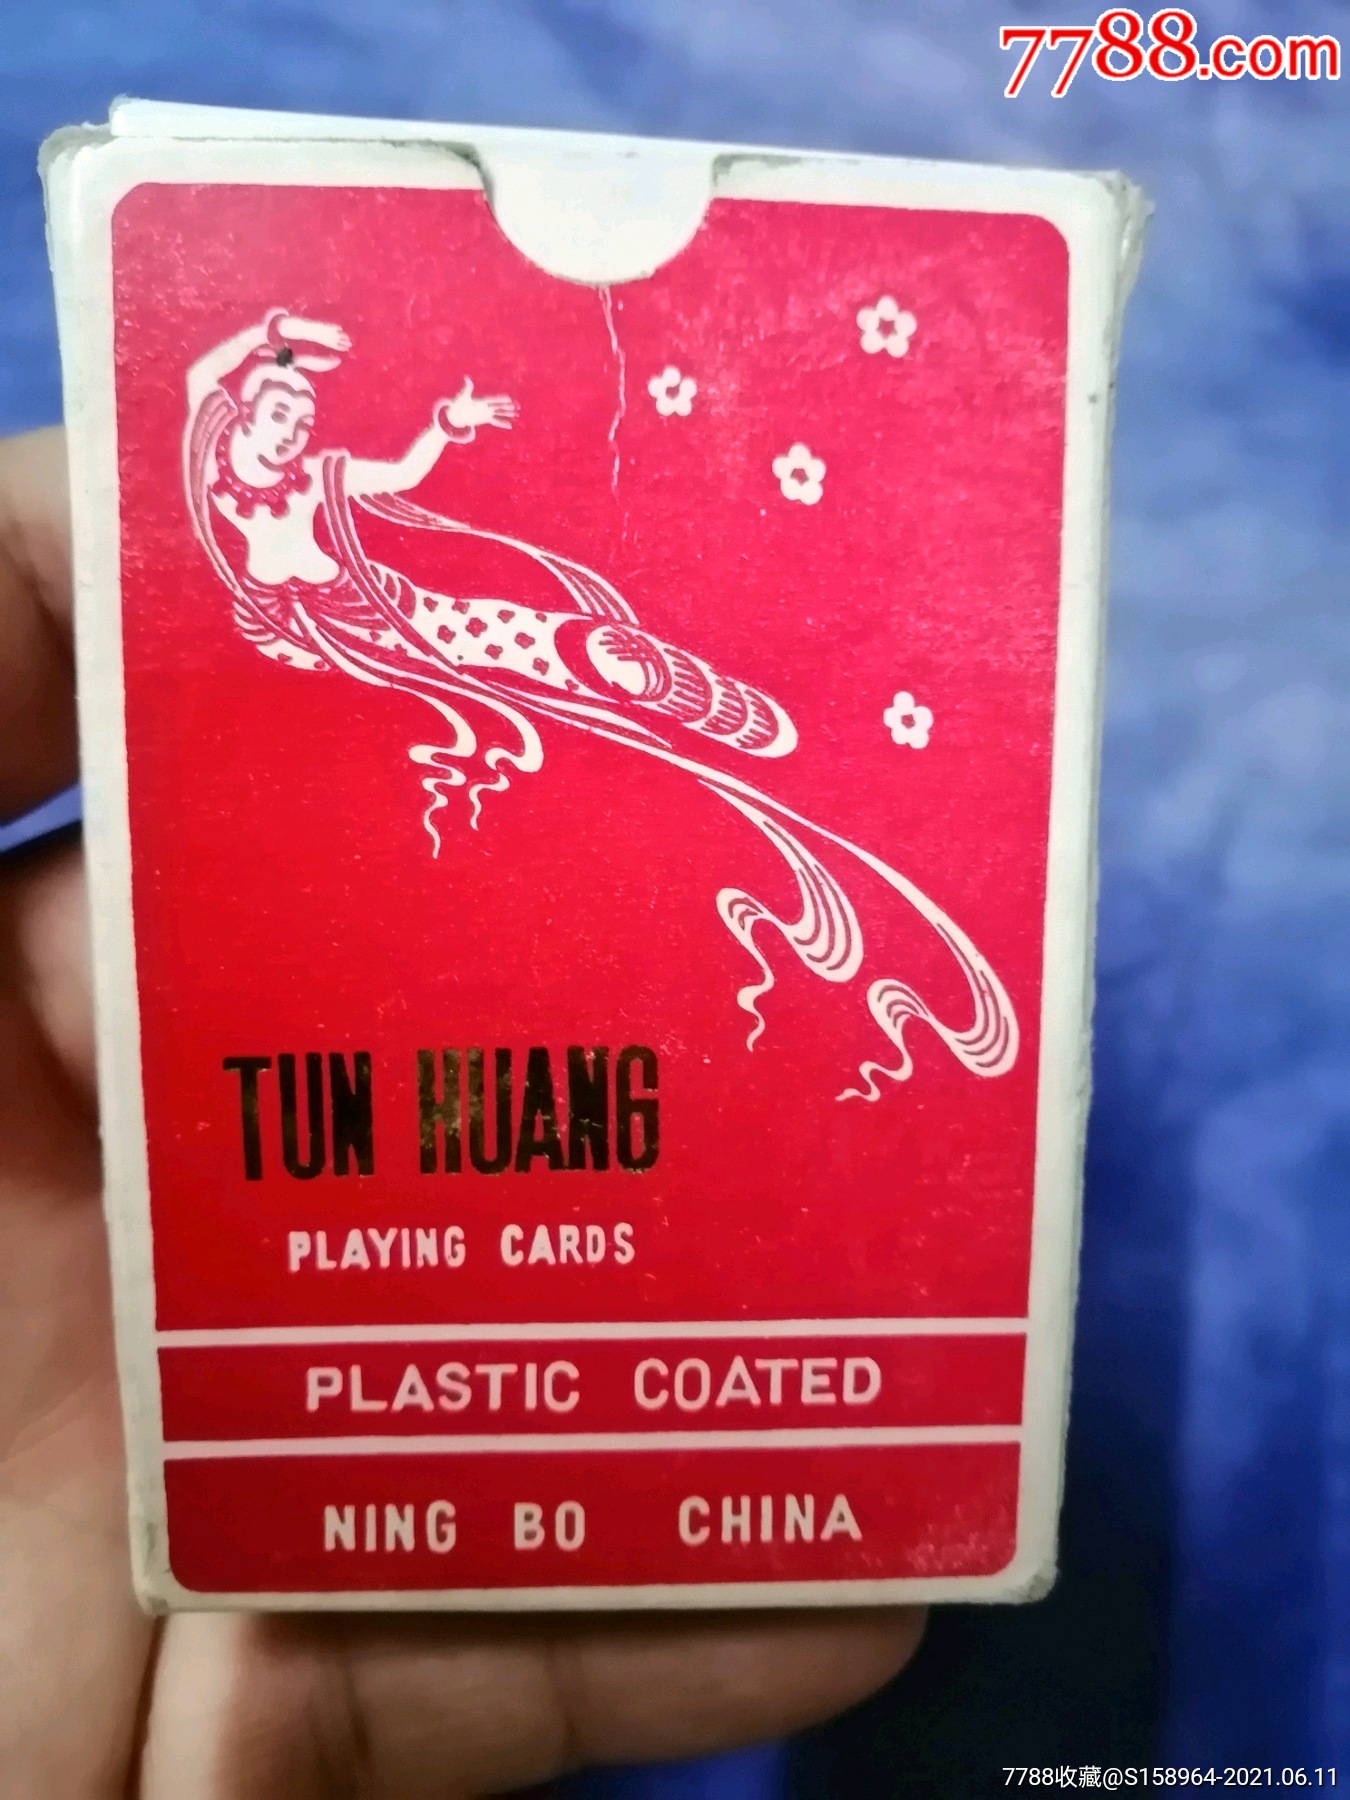 7788.com
TUN HUANG
PLAYING CARDS
PLASTIC COATED
NING BO CHINA
7788收藏@S158964-2021.06.11